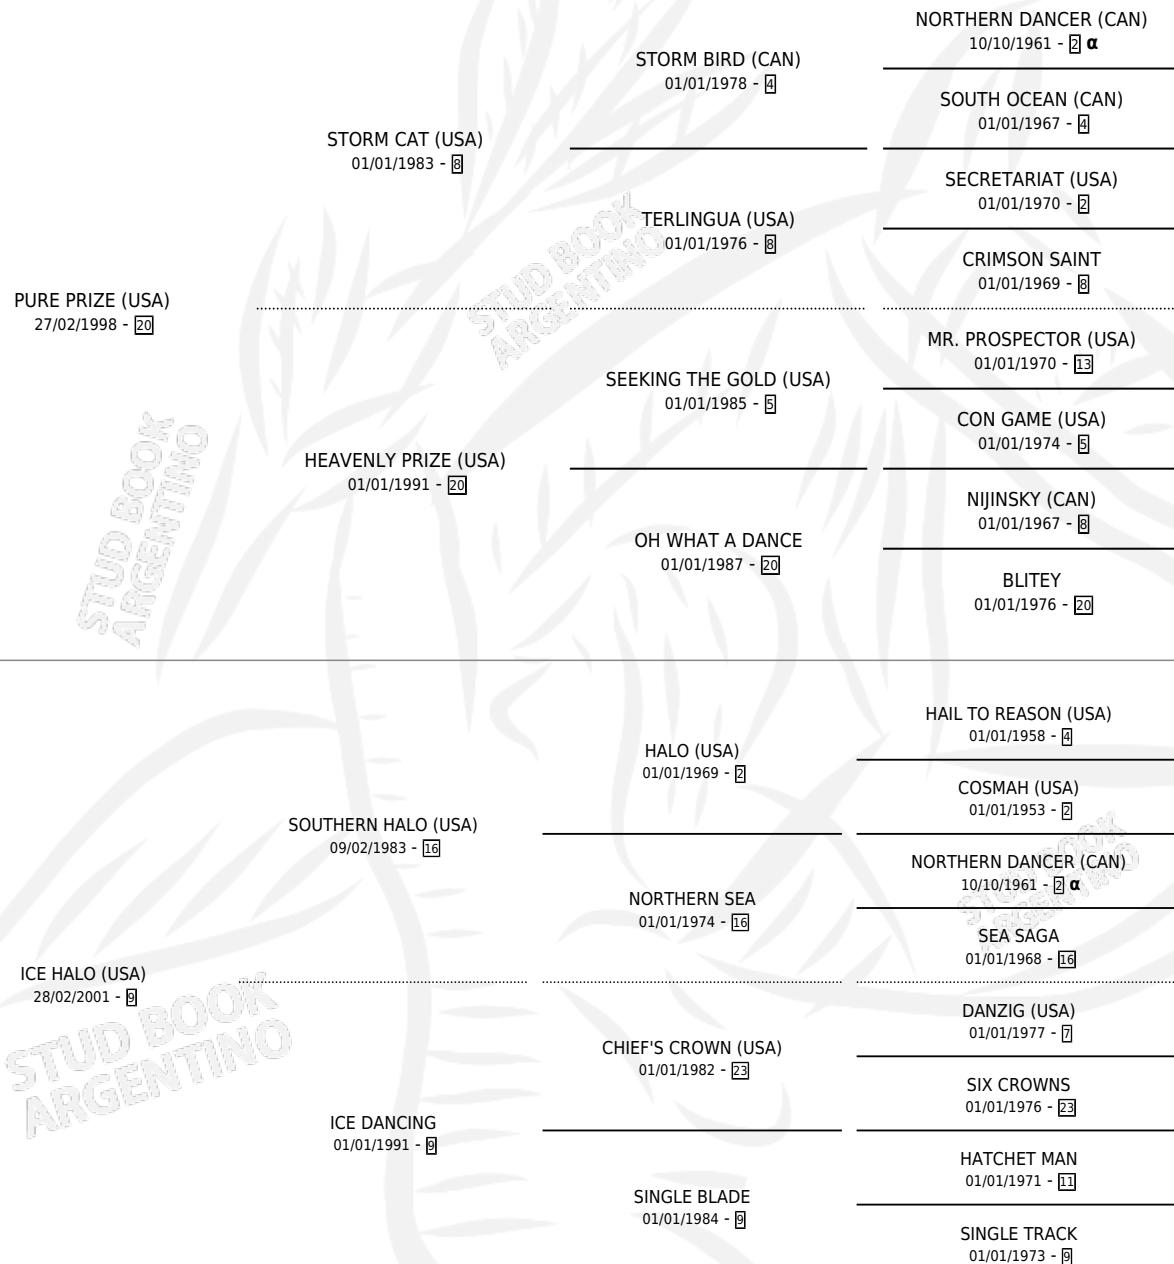 NORTHERN DANCER (CAN)
10/10/1961 - 2 α
STORM BIRD (CAN)
01/01/1978 - 4
SOUTH OCEAN (CAN)
01/01/1967 - 4
STORM CAT (USA)
01/01/1983 - 8
SECRETARIAT (USA)
01/01/1970 - 2
TERLINGUA (USA)
01/01/1976 - 8
CRIMSON SAINT
01/01/1969 - 8
PURE PRIZE (USA)
27/02/1998 - 20
STUD BOOK
ARGENTINO
MR. PROSPECTOR (USA)
01/01/1970 - 13
SEEKING THE GOLD (USA)
01/01/1985 - 5
CON GAME (USA)
01/01/1974 - 5
HEAVENLY PRIZE (USA)
01/01/1991 - 20
NIJINSKY (CAN)
01/01/1967 - 8
OH WHAT A DANCE
01/01/1987 - 20
BLITEY
01/01/1976 - 20
STUD BOOK
ARGENTINO
HAIL TO REASON (USA)
01/01/1958 - 4
HALO (USA)
01/01/1969 - 2
COSMAH (USA)
01/01/1953 - 2
SOUTHERN HALO (USA)
09/02/1983 - 16
NORTHERN DANCER (CAN)
10/10/1961 - 2 α
NORTHERN SEA
01/01/1974 - 16
SEA SAGA
01/01/1968 - 16
STUD BOOK
ARGENTINO
ICE HALO (USA)
28/02/2001 - 9
DANZIG (USA)
01/01/1977 - 7
CHIEF'S CROWN (USA)
01/01/1982 - 23
SIX CROWNS
01/01/1976 - 23
ICE DANCING
01/01/1991 - 9
HATCHET MAN
01/01/1971 - 11
SINGLE BLADE
01/01/1984 - 9
SINGLE TRACK
01/01/1973 - 9
STUD BOOK
ARGENTINO